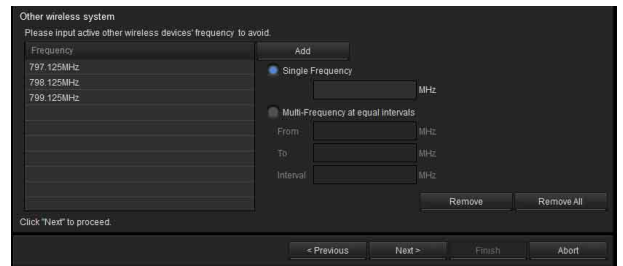 Other wireless system
Please input active other wireless devices' frequency to avoid.
Frequency
Add
797.125MHz
798.125MHz
799.125MHz
Single Frequency
MHz
Multi-Frequency at equal intervals
From
MHz
To
MHz
Interval
MHz
Remove
Remove All
Click "Next" to proceed.
< Previous
Next >
Finish
Abort